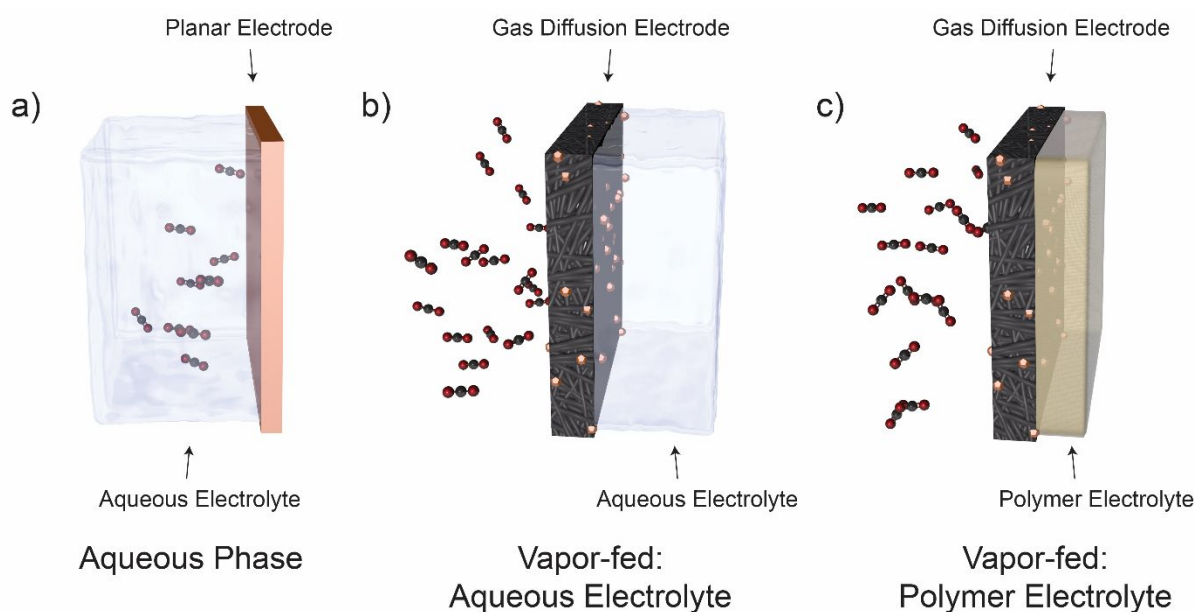 Planar Electrode
Gas Diffusion Electrode
Gas Diffusion Electrode
a)
b)
c)
Aqueous Electrolyte
Aqueous Electrolyte
Polymer Electrolyte
Aqueous Phase
Vapor-fed:
Aqueous Electrolyte
Vapor-fed:
Polymer Electrolyte